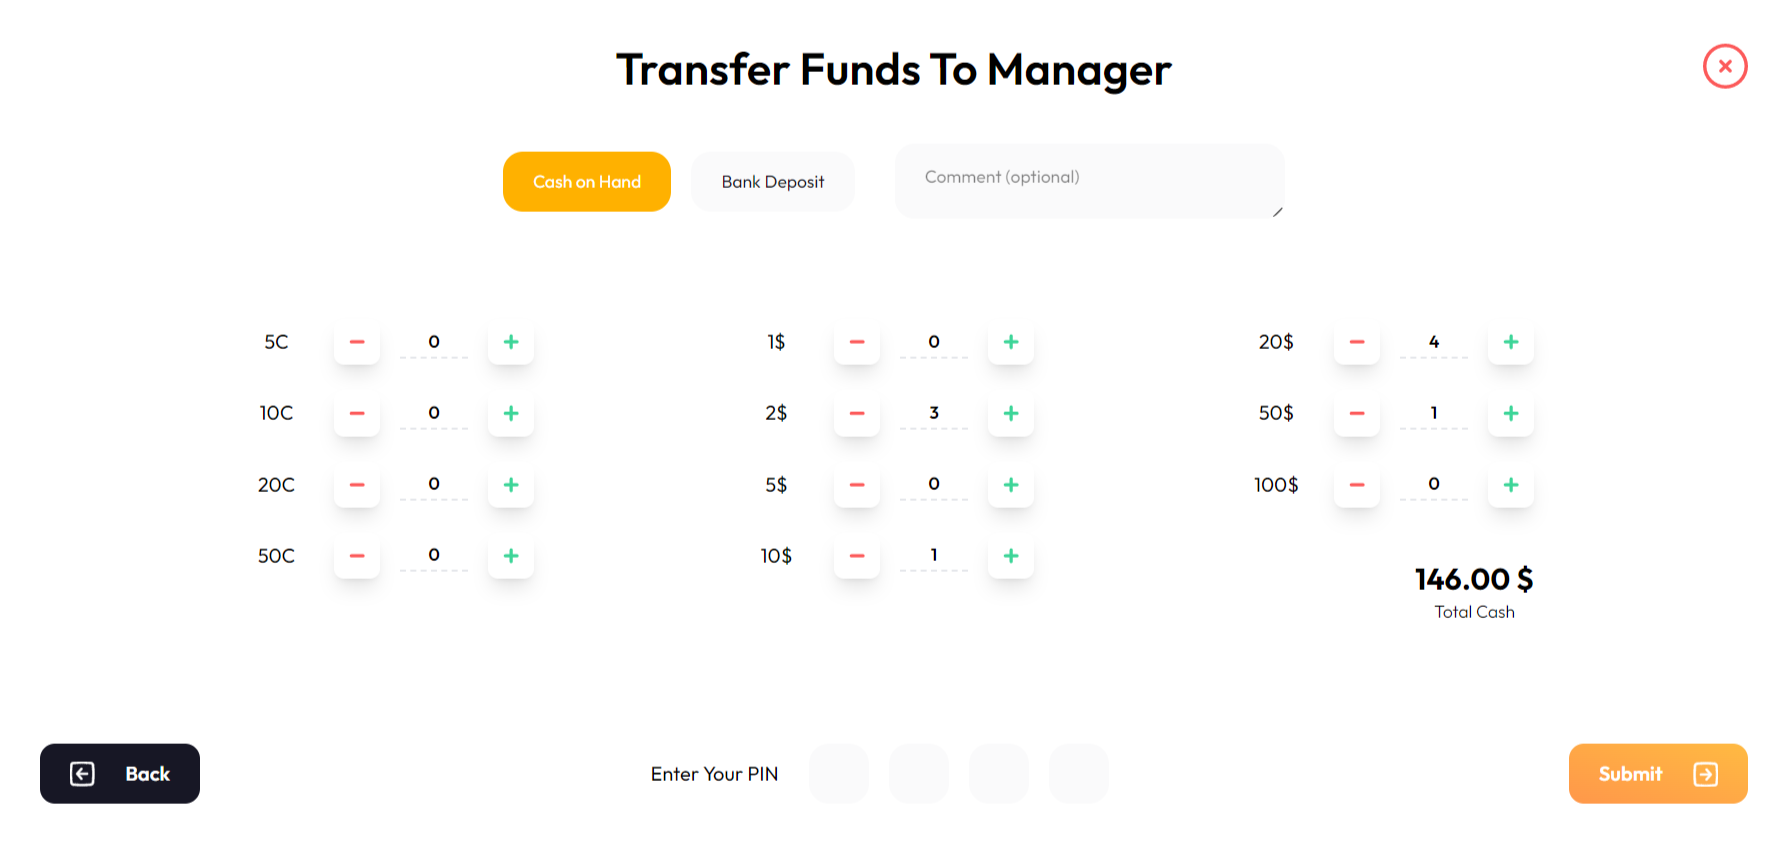 Transfer Funds To Manager
Cash on Hand
Bank Deposit
Comment (optional)
5C 0
10C 0
20C 0
50C 0
1$ 0
2$ 3
5$ 0
10$ 1
20$ 4
50$ 1
100$ 0
146.00 $
Total Cash
Back
Enter Your PIN
Submit